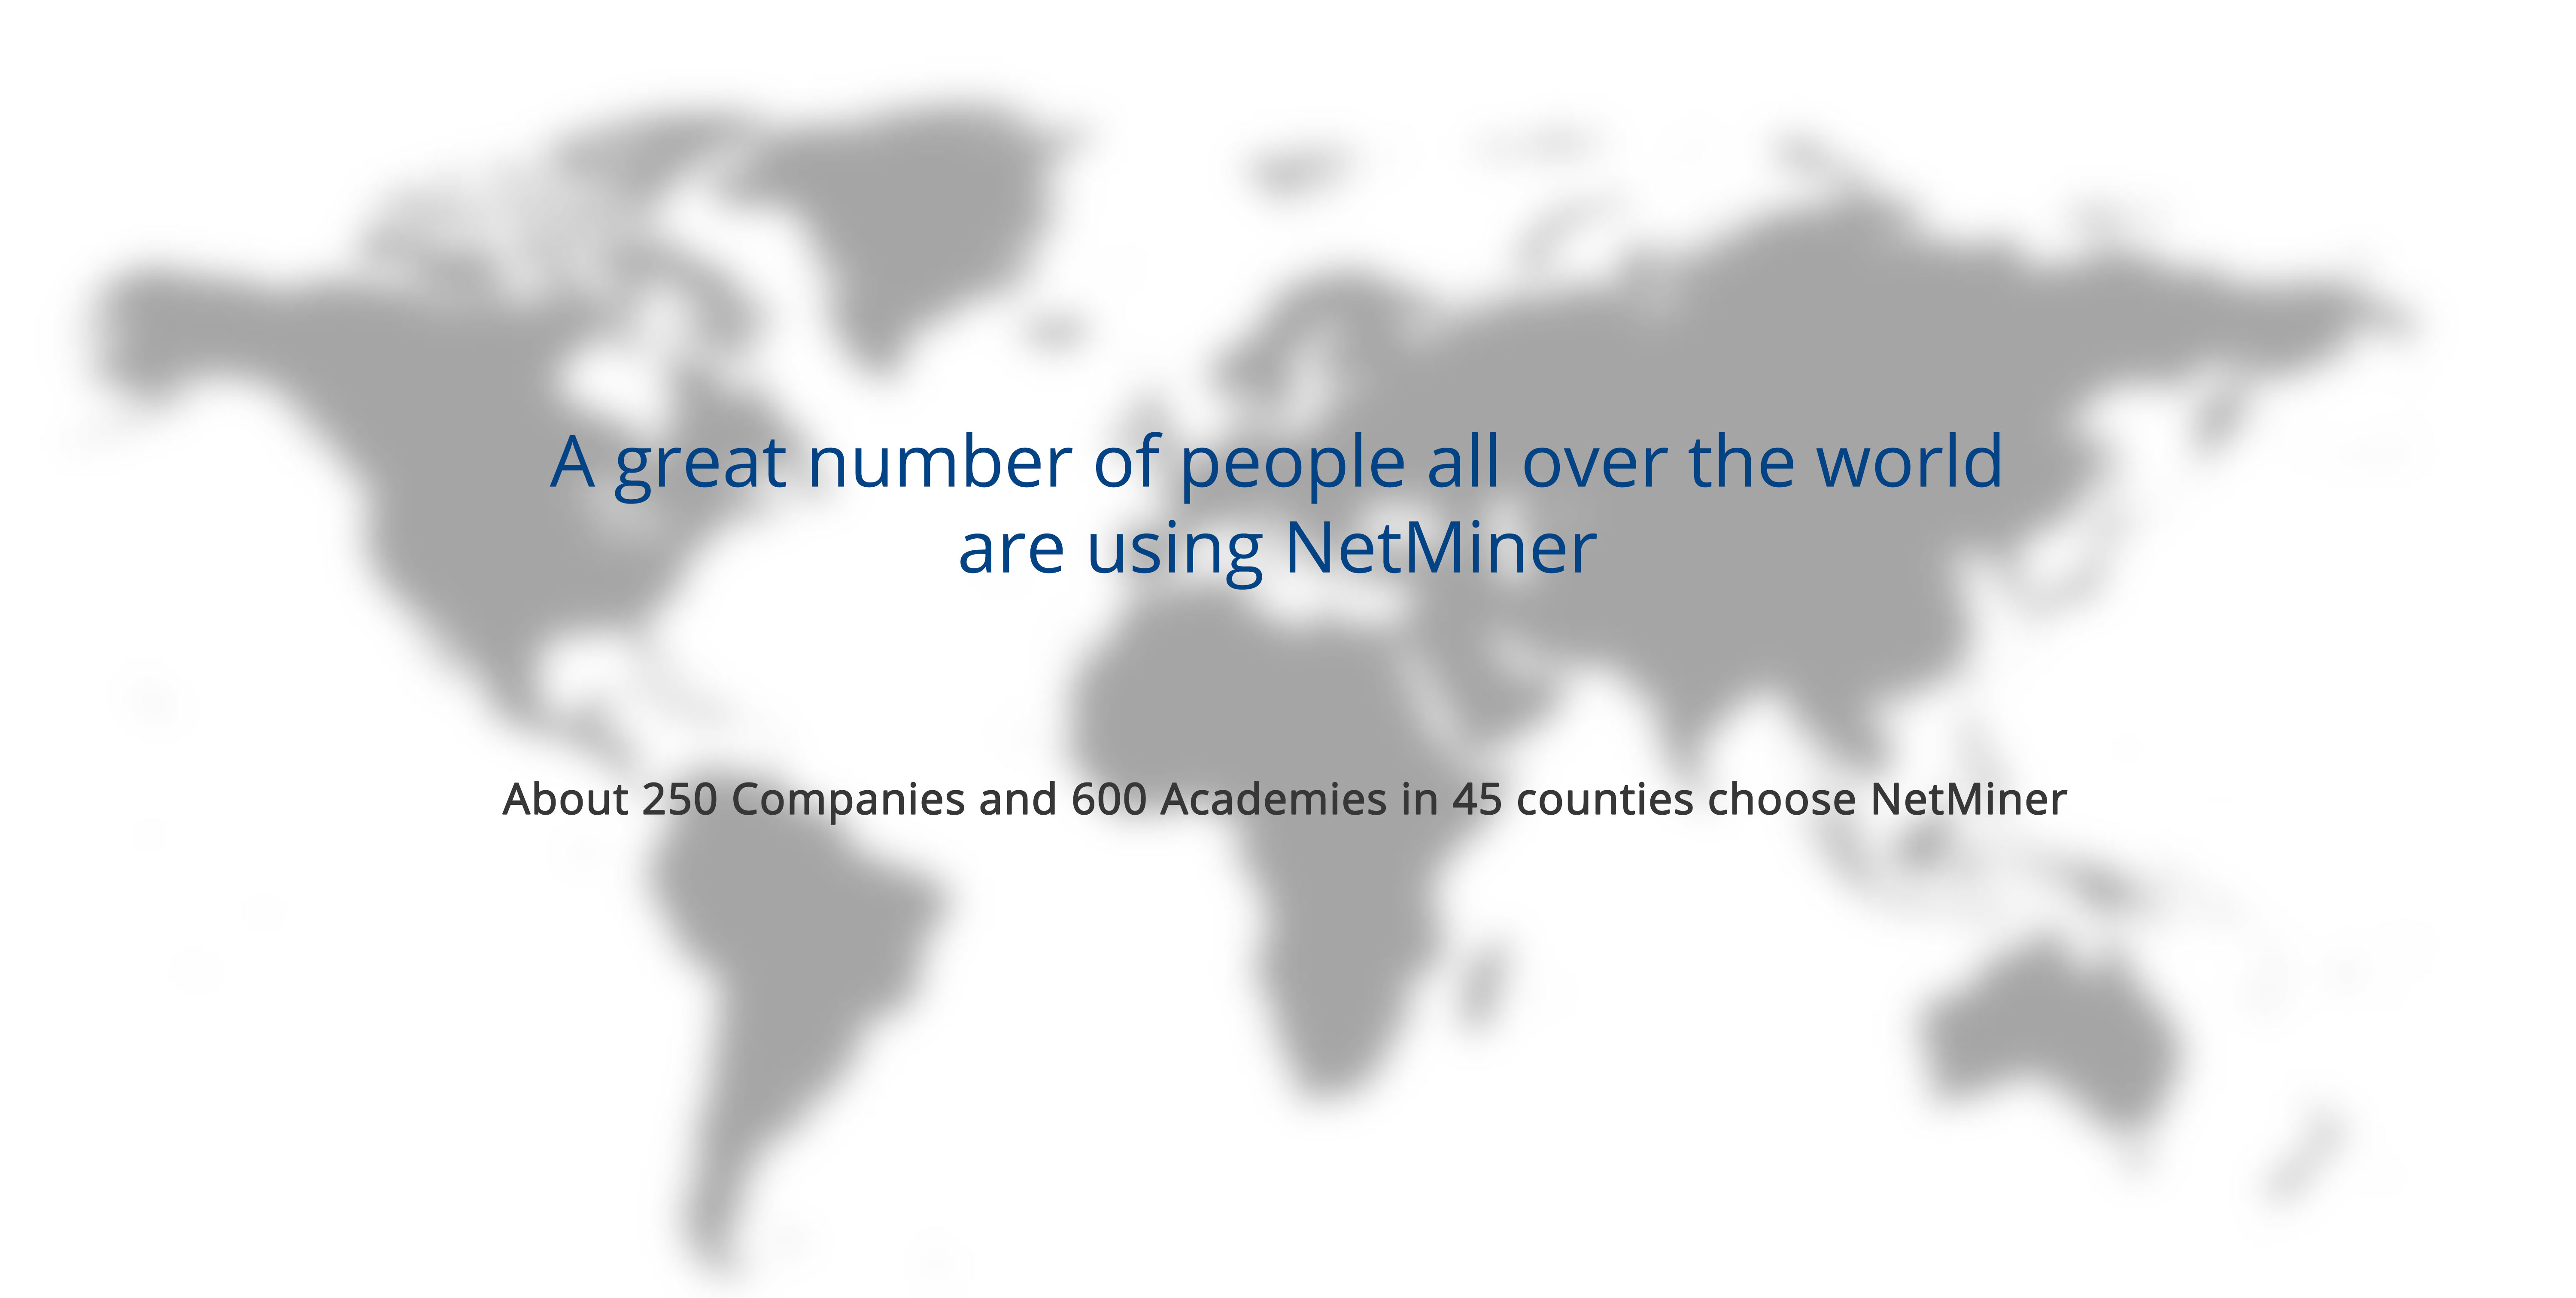 A great number of people all over the world
are using NetMiner
About 250 Companies and 600 Academies in 45 counties choose NetMiner